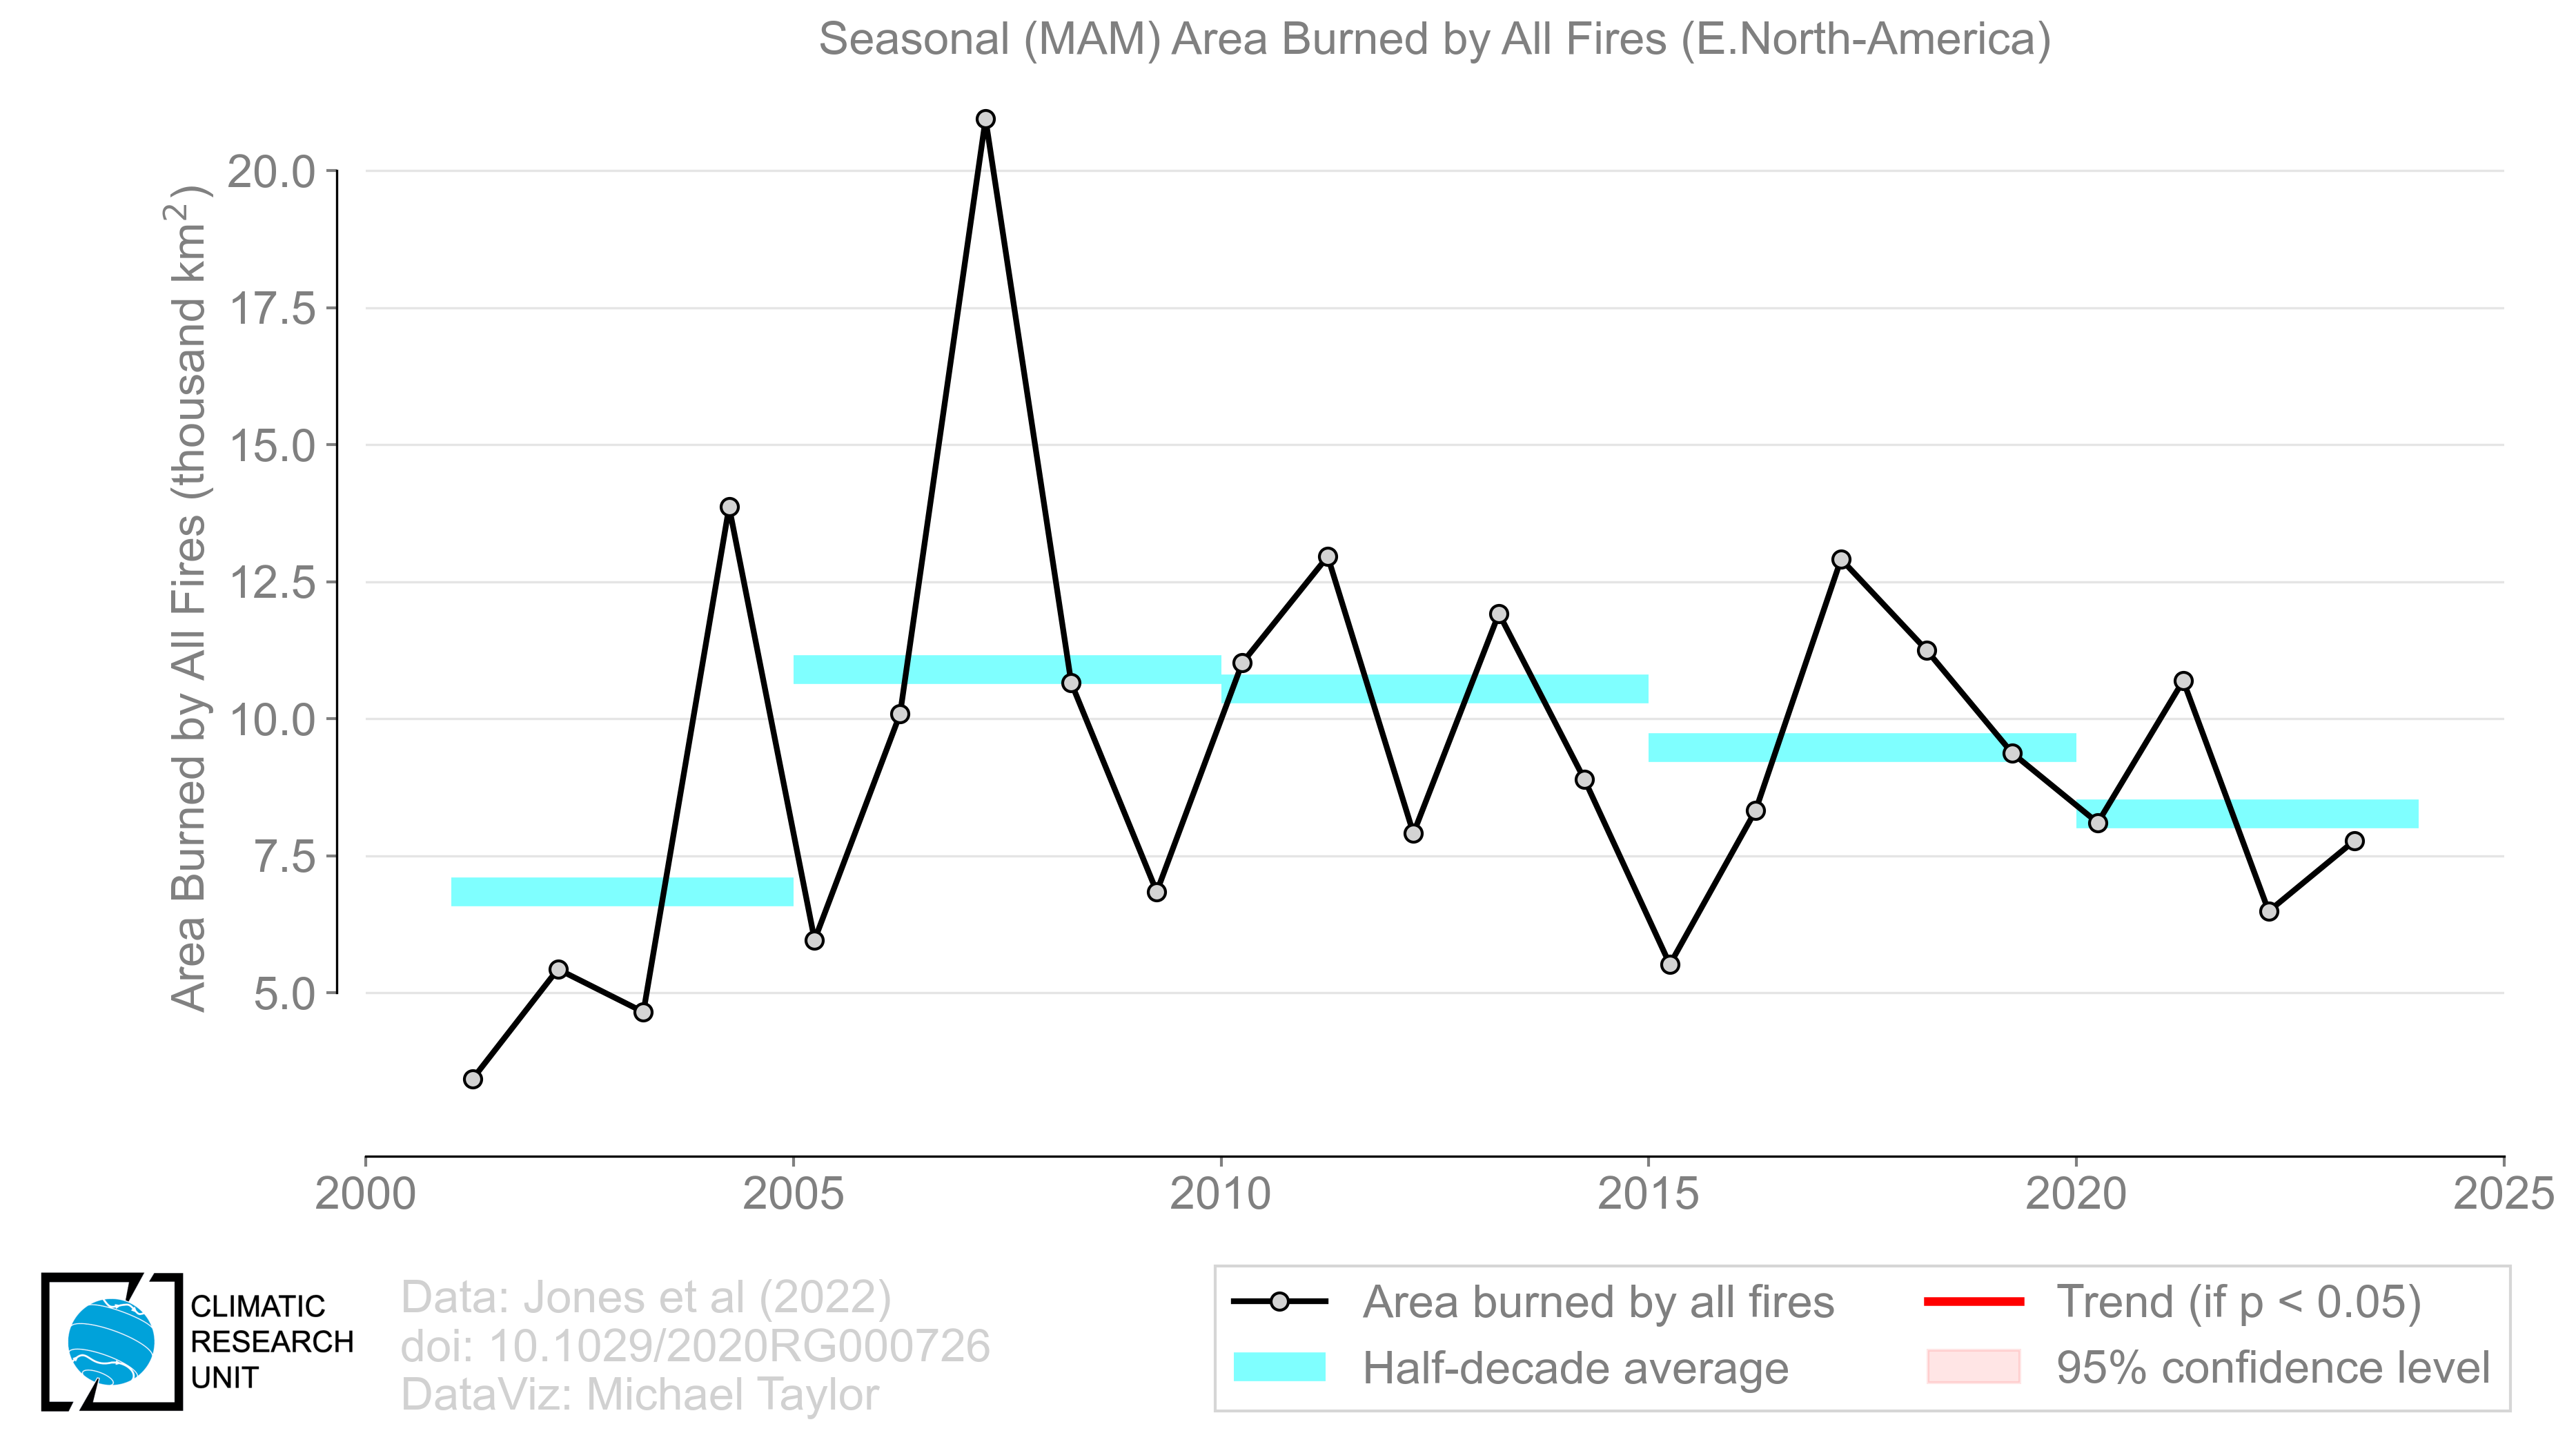 Seasonal (MAM) Area Burned by All Fires (E.North-America)
Area Burned by All Fires (thousand km²)
20.0
17.5
15.0
12.5
10.0
7.5
5.0
2000
2005
2010
2015
2020
2025
CLIMATIC
RESEARCH
UNIT
Data: Jones et al (2022)
doi: 10.1029/2020RG000726
DataViz: Michael Taylor
Area burned by all fires
Half-decade average
Trend (if p < 0.05)
95% confidence level